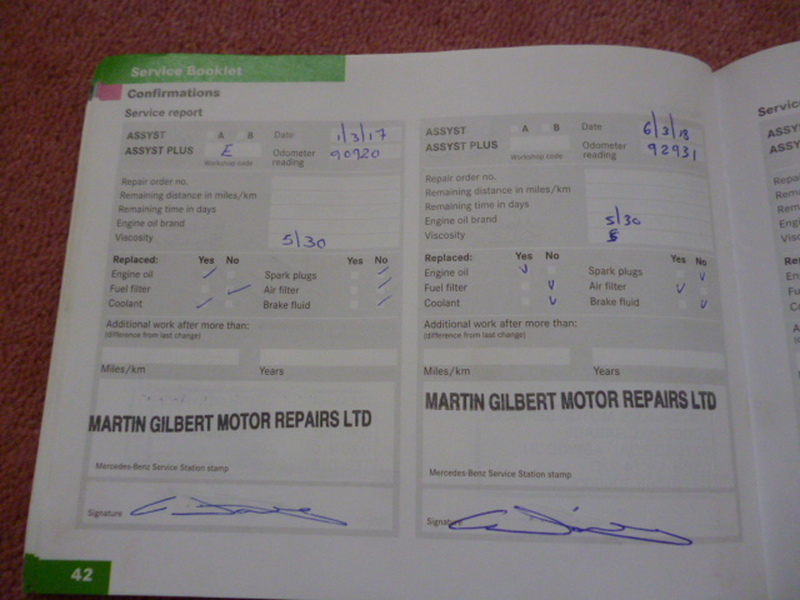 Service Booklet
Confirmations
Service report
ASSYST A B Date 1/3/17
ASSYST PLUS E Odometer reading 90920
Workshop code
Repair order no.
Remaining distance in miles/km
Remaining time in days
Engine oil brand
Viscosity 5/30
Replaced: Yes No Yes No
Engine oil Spark plugs
Fuel filter Air filter
Coolant Brake fluid
Additional work after more than:
(difference from last change)
Miles/km Years
MARTIN GILBERT MOTOR REPAIRS LTD
Mercedes-Benz Service Station stamp
Signature
42
ASSYST A B Date 6/3/18
ASSYST PLUS Odometer reading 92931
Workshop code
Repair order no.
Remaining distance in miles/km
Remaining time in days
Engine oil brand 5/30
Viscosity
Replaced: Yes No Yes No
Engine oil Spark plugs
Fuel filter Air filter
Coolant Brake fluid
Additional work after more than:
(difference from last change)
Miles/km Years
MARTIN GILBERT MOTOR REPAIRS LTD
Mercedes-Benz Service Station stamp
Signature